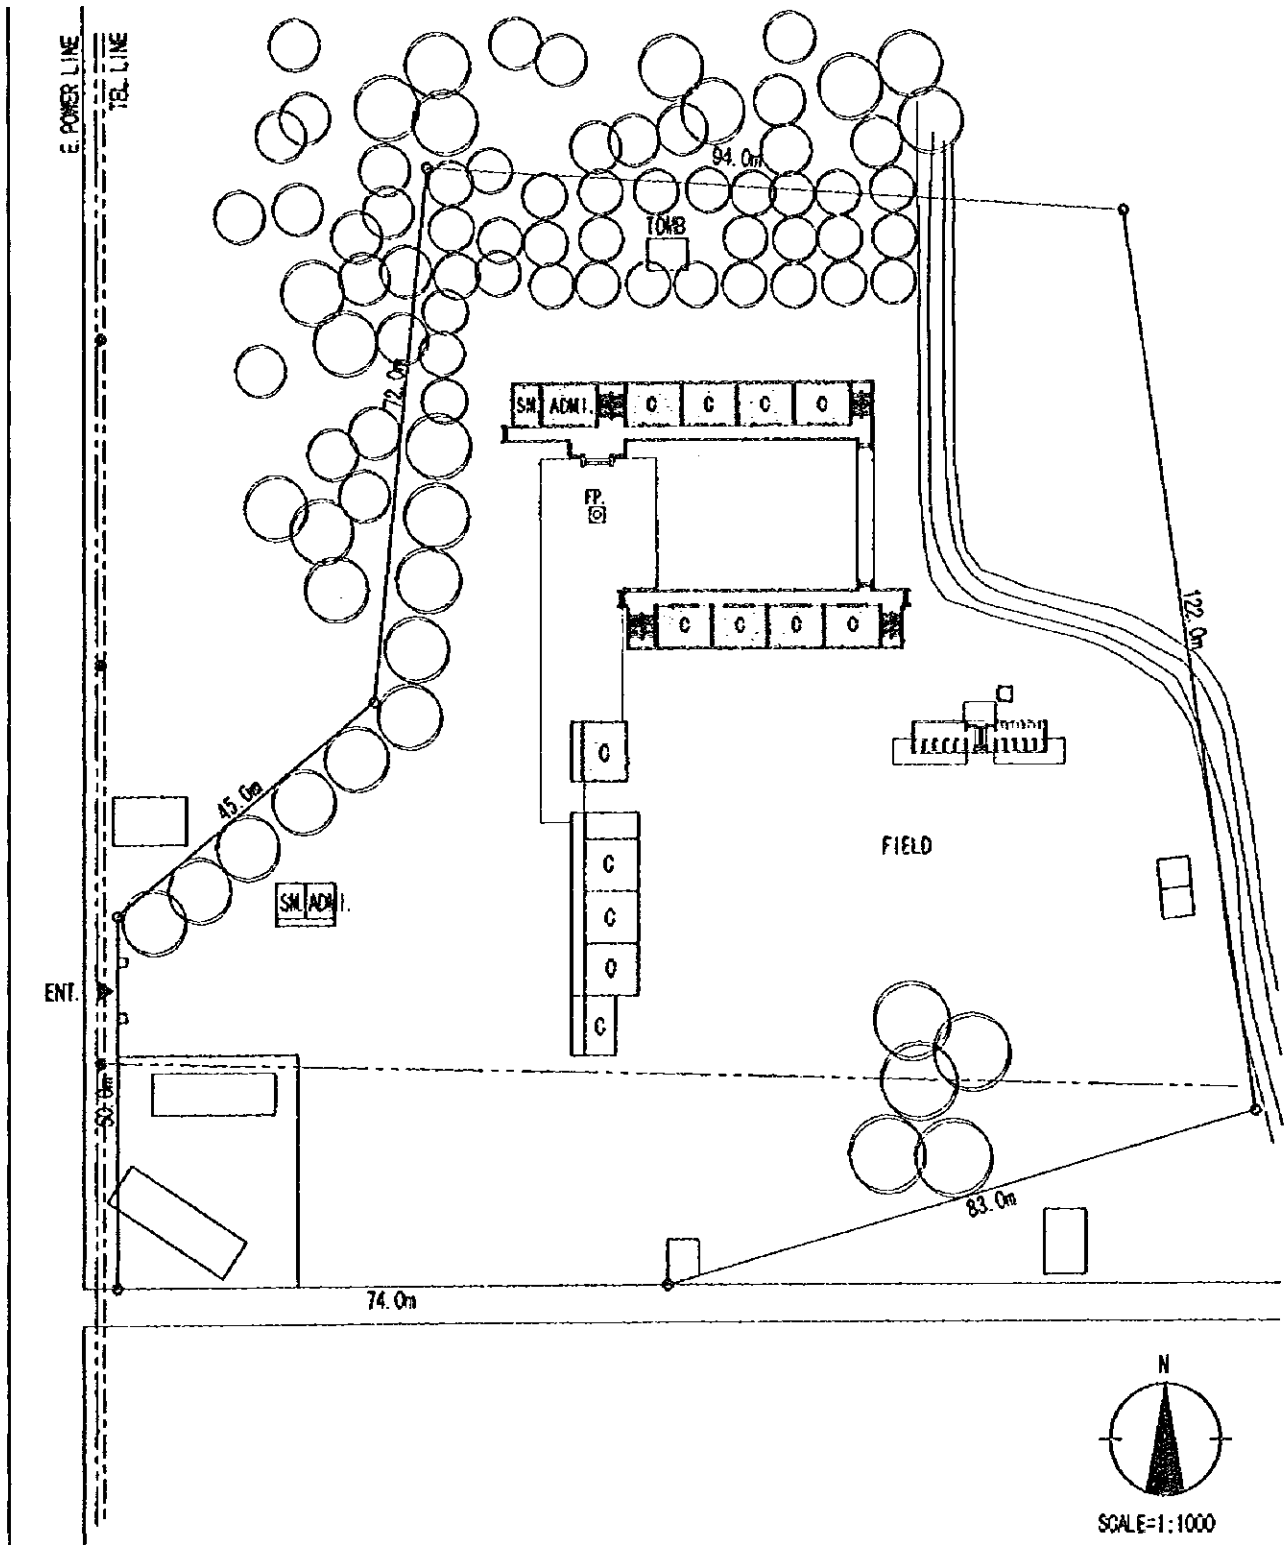 E. POWER LINE
TEL. LINE
94.0m
TOMB
72.0m
SM. ADMI. C C C C
FP.
122.0m
C C C C
C
45.0m
FIELD
C
SM. ADMI.
C
C
ENT.
C
50.0m
83.0m
74.0m
N
SCALE=1:1000